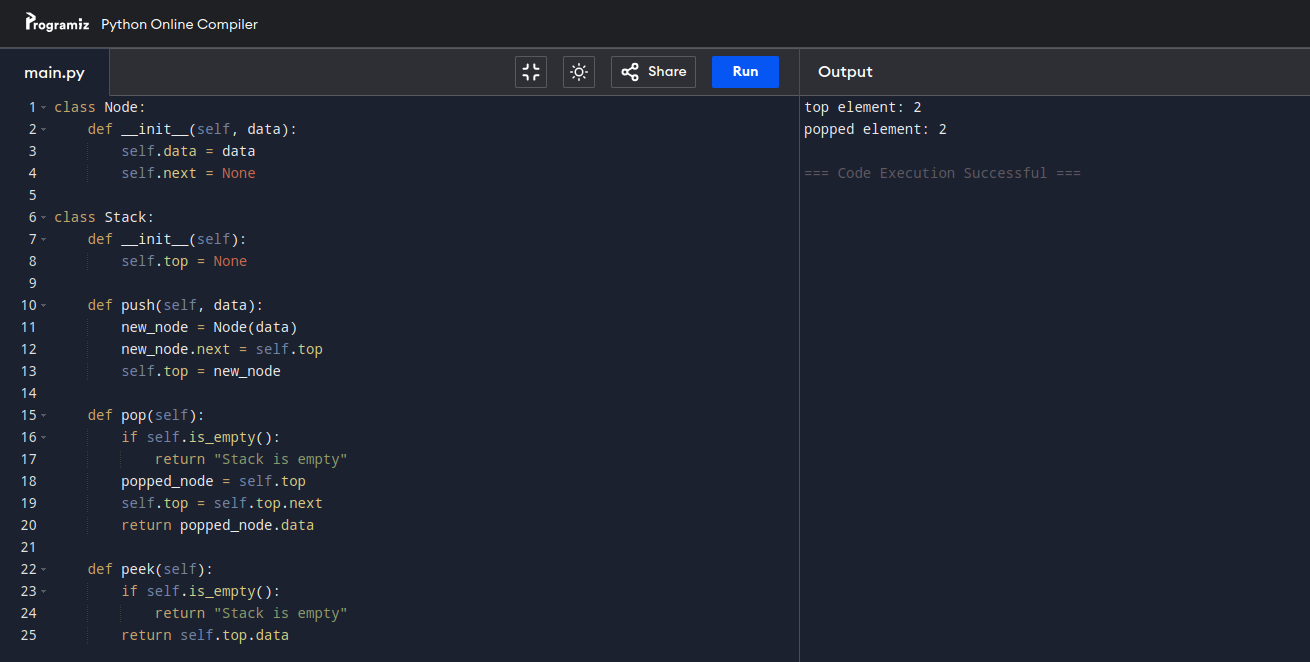 Programiz Python Online Compiler
main.py
Share
Run
Output
1 class Node:
2     def __init__(self, data):
3         self.data = data
4         self.next = None
5
6 class Stack:
7     def __init__(self):
8         self.top = None
9
10     def push(self, data):
11         new_node = Node(data)
12         new_node.next = self.top
13         self.top = new_node
14
15     def pop(self):
16         if self.is_empty():
17             return "Stack is empty"
18         popped_node = self.top
19         self.top = self.top.next
20         return popped_node.data
21
22     def peek(self):
23         if self.is_empty():
24             return "Stack is empty"
25         return self.top.data
top element: 2
popped element: 2
=== Code Execution Successful ===